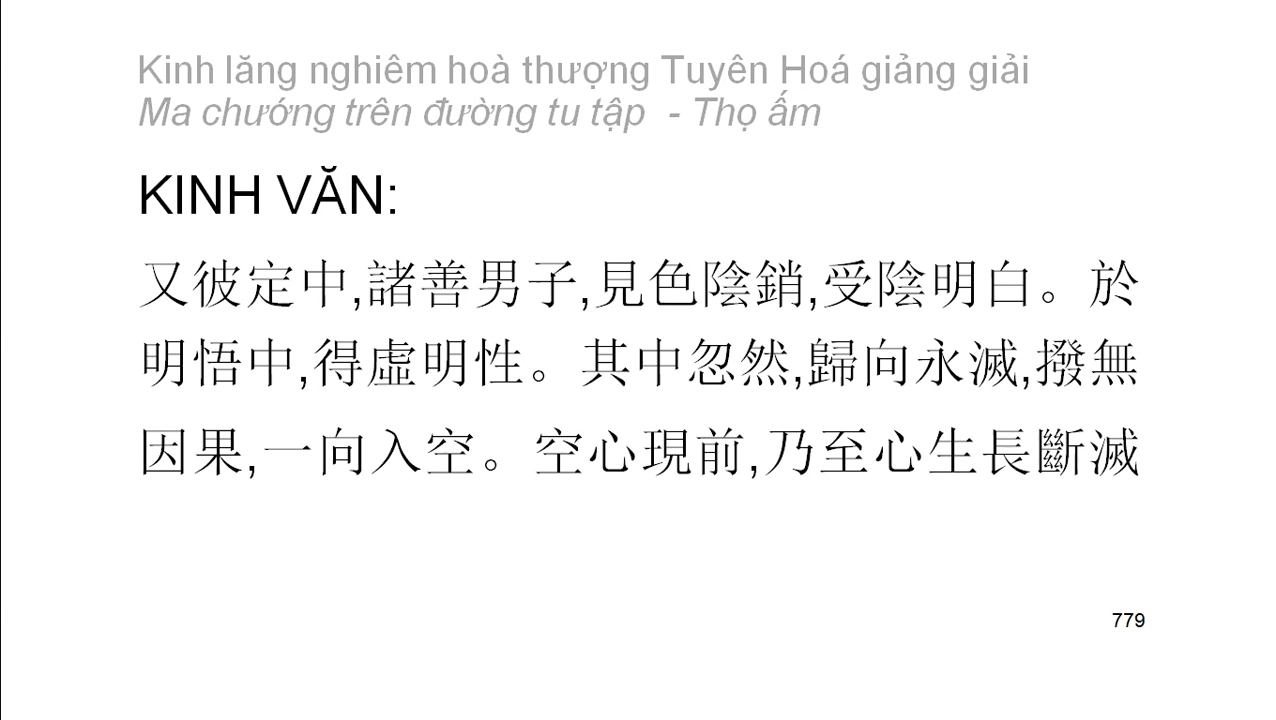 Kinh lăng nghiêm hoà thượng Tuyên Hoá giảng giải
Ma chướng trên đường tu tập - Thọ ấm
KINH VĂN:
又彼定中,諸善男子,見色陰銷,受陰明白。於
明悟中,得虛明性。其中忽然,歸向永滅,撥無
因果,一向入空。空心現前,乃至心生長斷滅
779